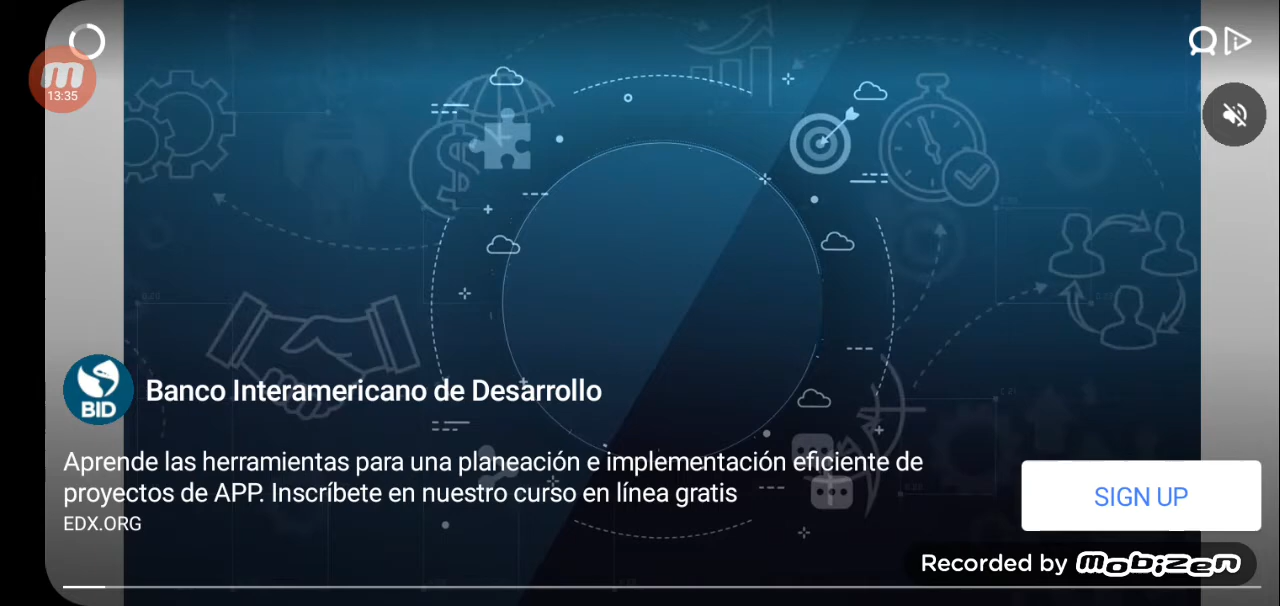 13:35
BID
Banco Interamericano de Desarrollo
Aprende las herramientas para una planeación e implementación eficiente de
proyectos de APP. Inscríbete en nuestro curso en línea gratis
EDX.ORG
SIGN UP
Recorded by mobizen